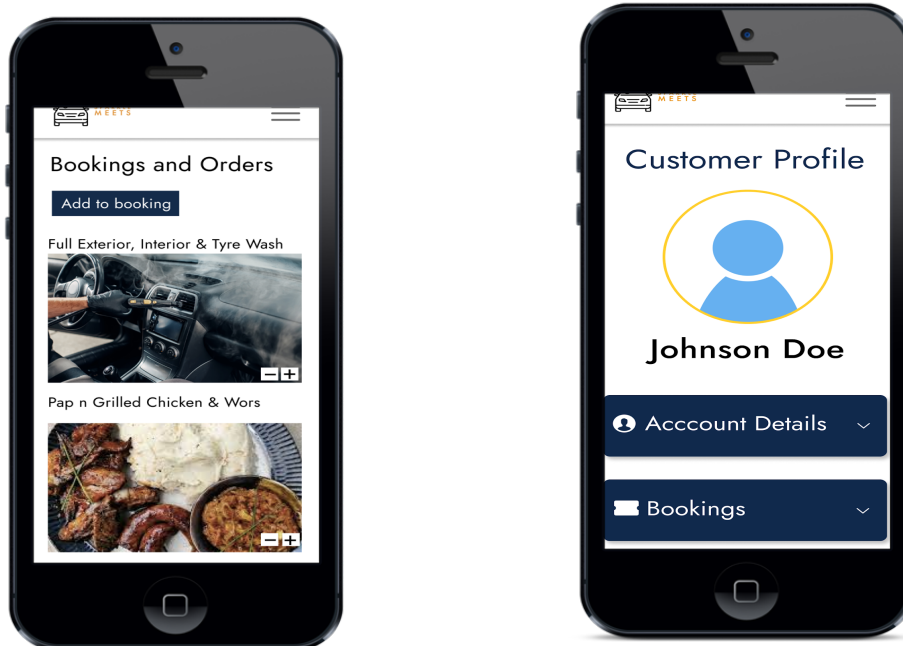 MEETS
Bookings and Orders
Add to booking
Full Exterior, Interior & Tyre Wash
Pap n Grilled Chicken & Wors
MEETS
Customer Profile
Johnson Doe
Acccount Details
Bookings